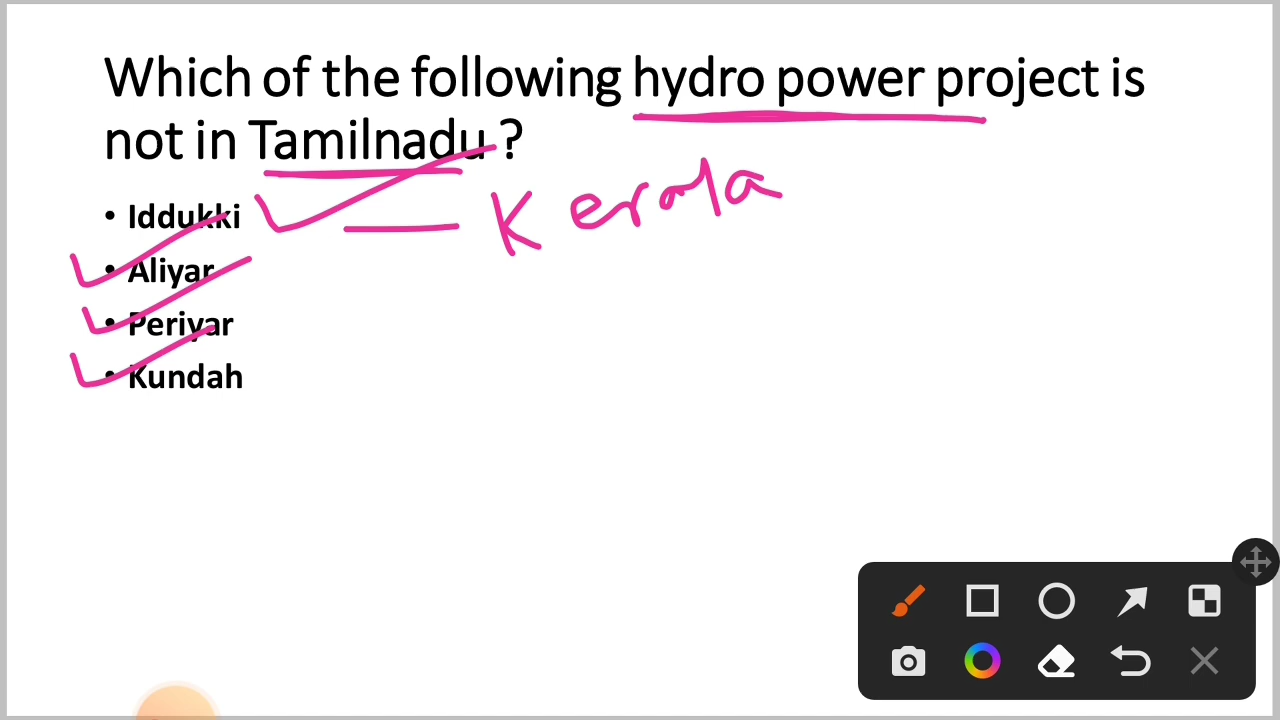 Which of the following hydro power project is
not in Tamilnadu ?
• Iddukki — Kerala
• Aliyar
• Periyar
• Kundah